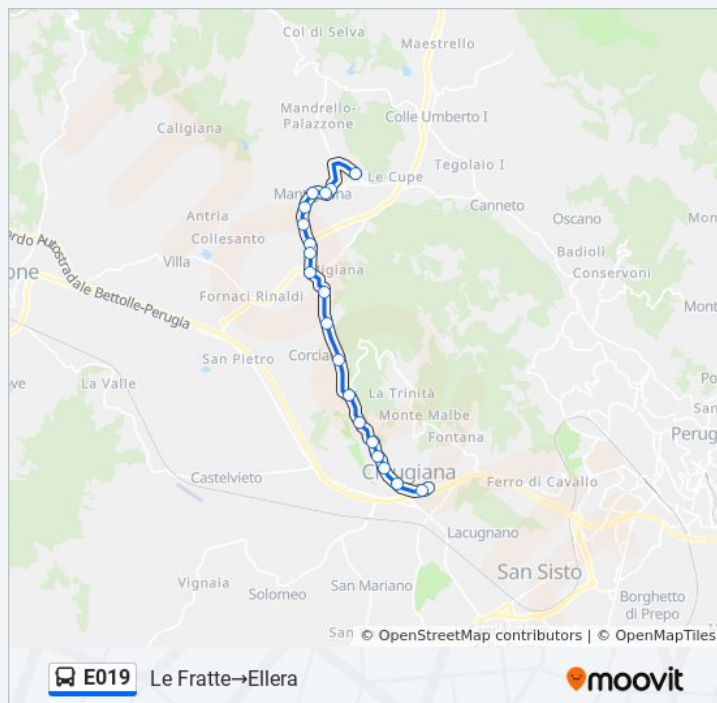 Col di Selva
Maestrello
Mandrello-
Palazzone
Colle Umberto I
Caligiana
Tegolaio I
Le Cupe
Canneto
Antria
Oscano
Collesanto
Badioli
Villa
Conservoni
Autostradale Bettolle-Perugia
Fornaci Rinaldi
San Pietro
La Valle
La Trinità
Monte Malbe
Fontana
Perug
Castelvieto
Ferro di Cavallo
Lacugnano
Vignaia
San Mariano
San Sisto
Solomeo
Borghetto
di Prepo
© OpenStreetMap contributors | © OpenMapTiles
E019 Le Fratte→Ellera
moovit